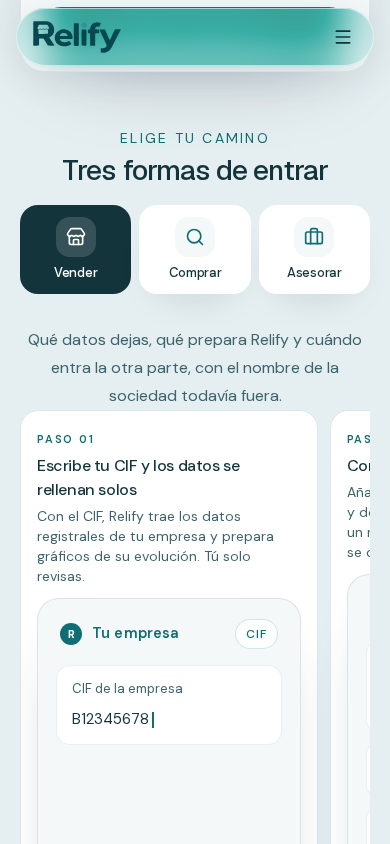 Relify
ELIGE TU CAMINO
Tres formas de entrar
Vender
Comprar
Asesorar
Qué datos dejas, qué prepara Relify y cuándo
entra la otra parte, con el nombre de la
sociedad todavía fuera.
PASO 01
Escribe tu CIF y los datos se
rellenan solos
Con el CIF, Relify trae los datos
registrales de tu empresa y prepara
gráficos de su evolución. Tú solo
revisas.
R Tu empresa CIF
CIF de la empresa
B12345678